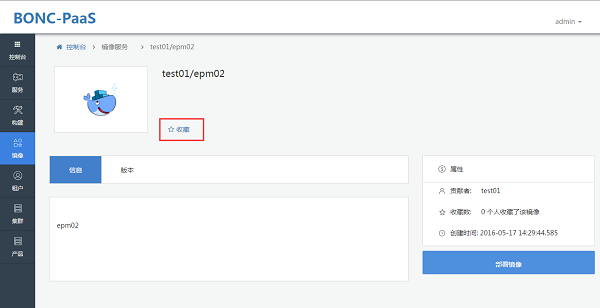 BONC-PaaS
admin
控制台
控制台 > 镜像服务 > test01/epm02
服务
构建
镜像
租户
集群
产品
test01/epm02
收藏
信息
版本
epm02
属性
贡献者: test01
收藏数: 0 个人收藏了该镜像
创建时间: 2016-05-17 14:29:44.585
部署镜像